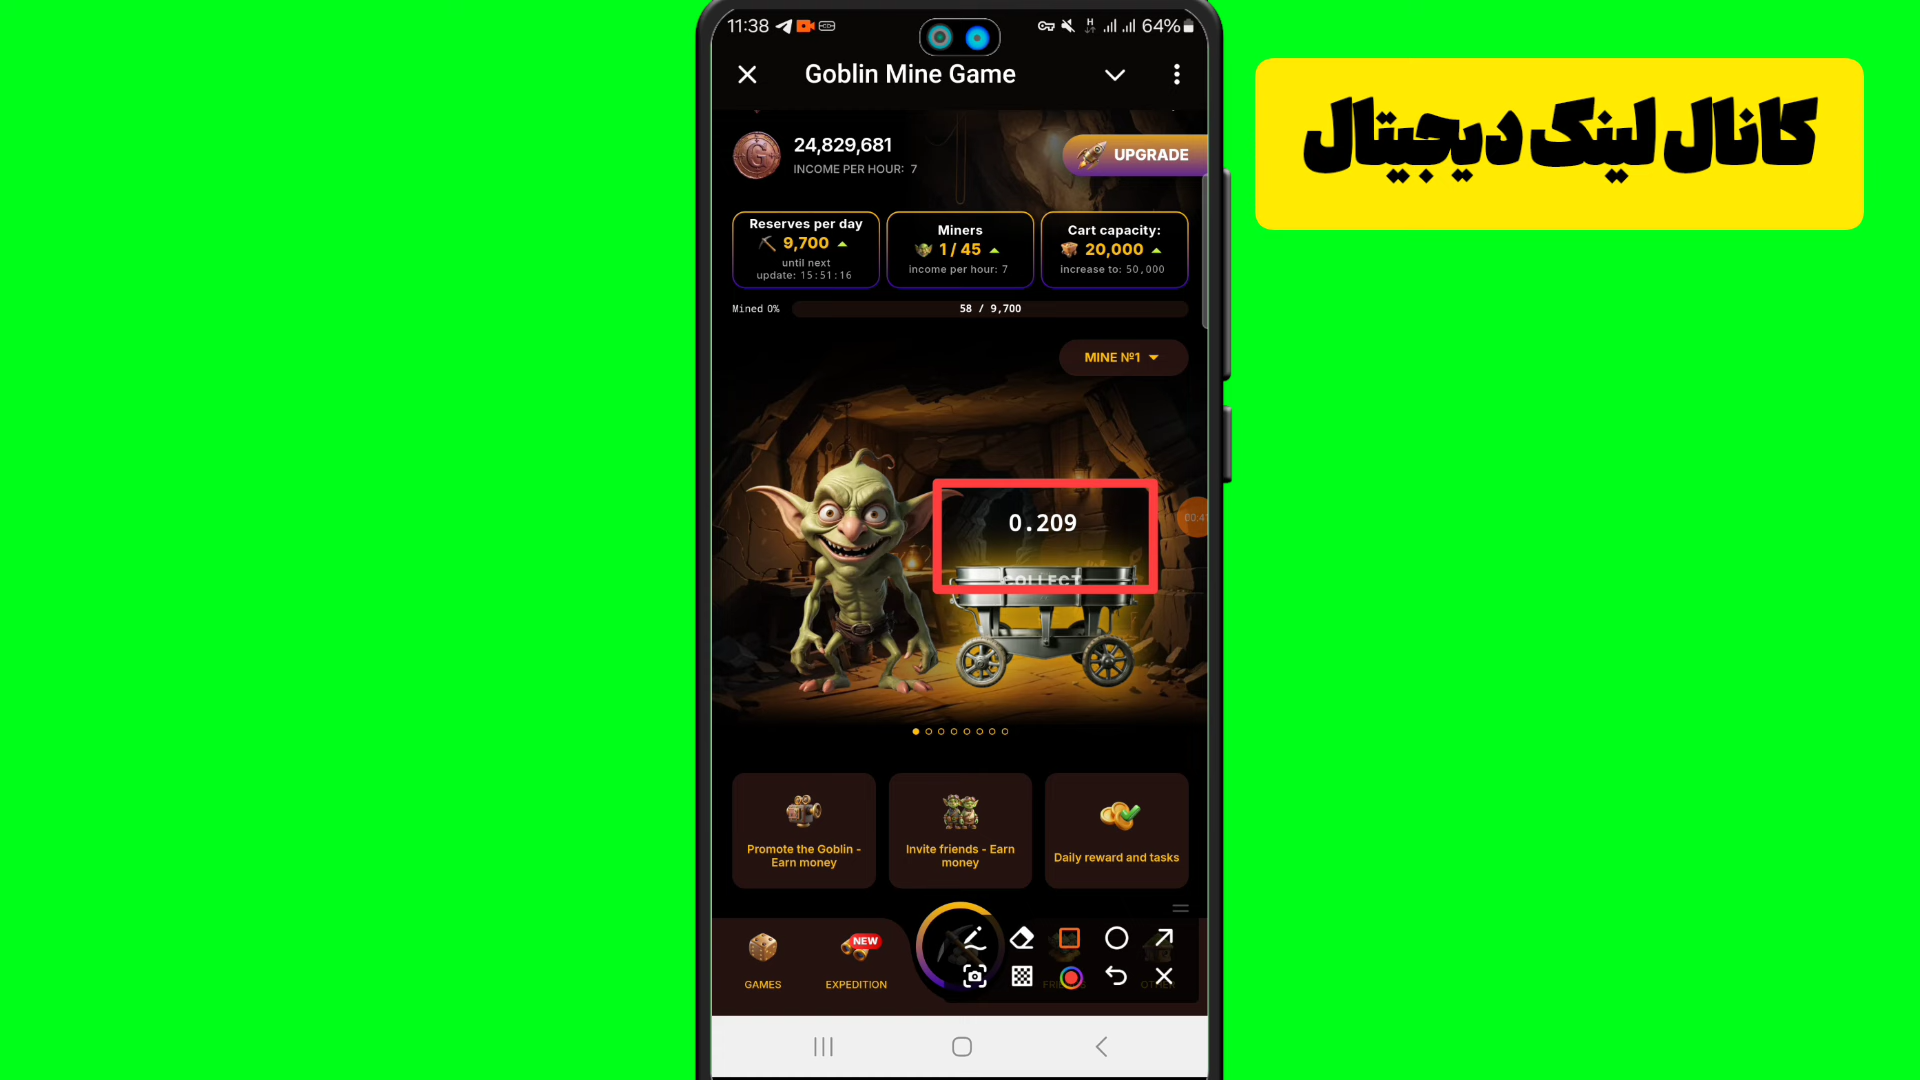 11:38
64%
Goblin Mine Game
کانال لینک دیجیتال
24,829,681
INCOME PER HOUR: 7
UPGRADE
Reserves per day
9,700
until next
update: 15:51:16
Miners
1 / 45
income per hour: 7
Cart capacity:
20,000
increase to: 50,000
Mined 0%
58 / 9,700
MINE №1
0.209
COLLECT
Promote the Goblin -
Earn money
Invite friends - Earn
money
Daily reward and tasks
GAMES
NEW
EXPEDITION